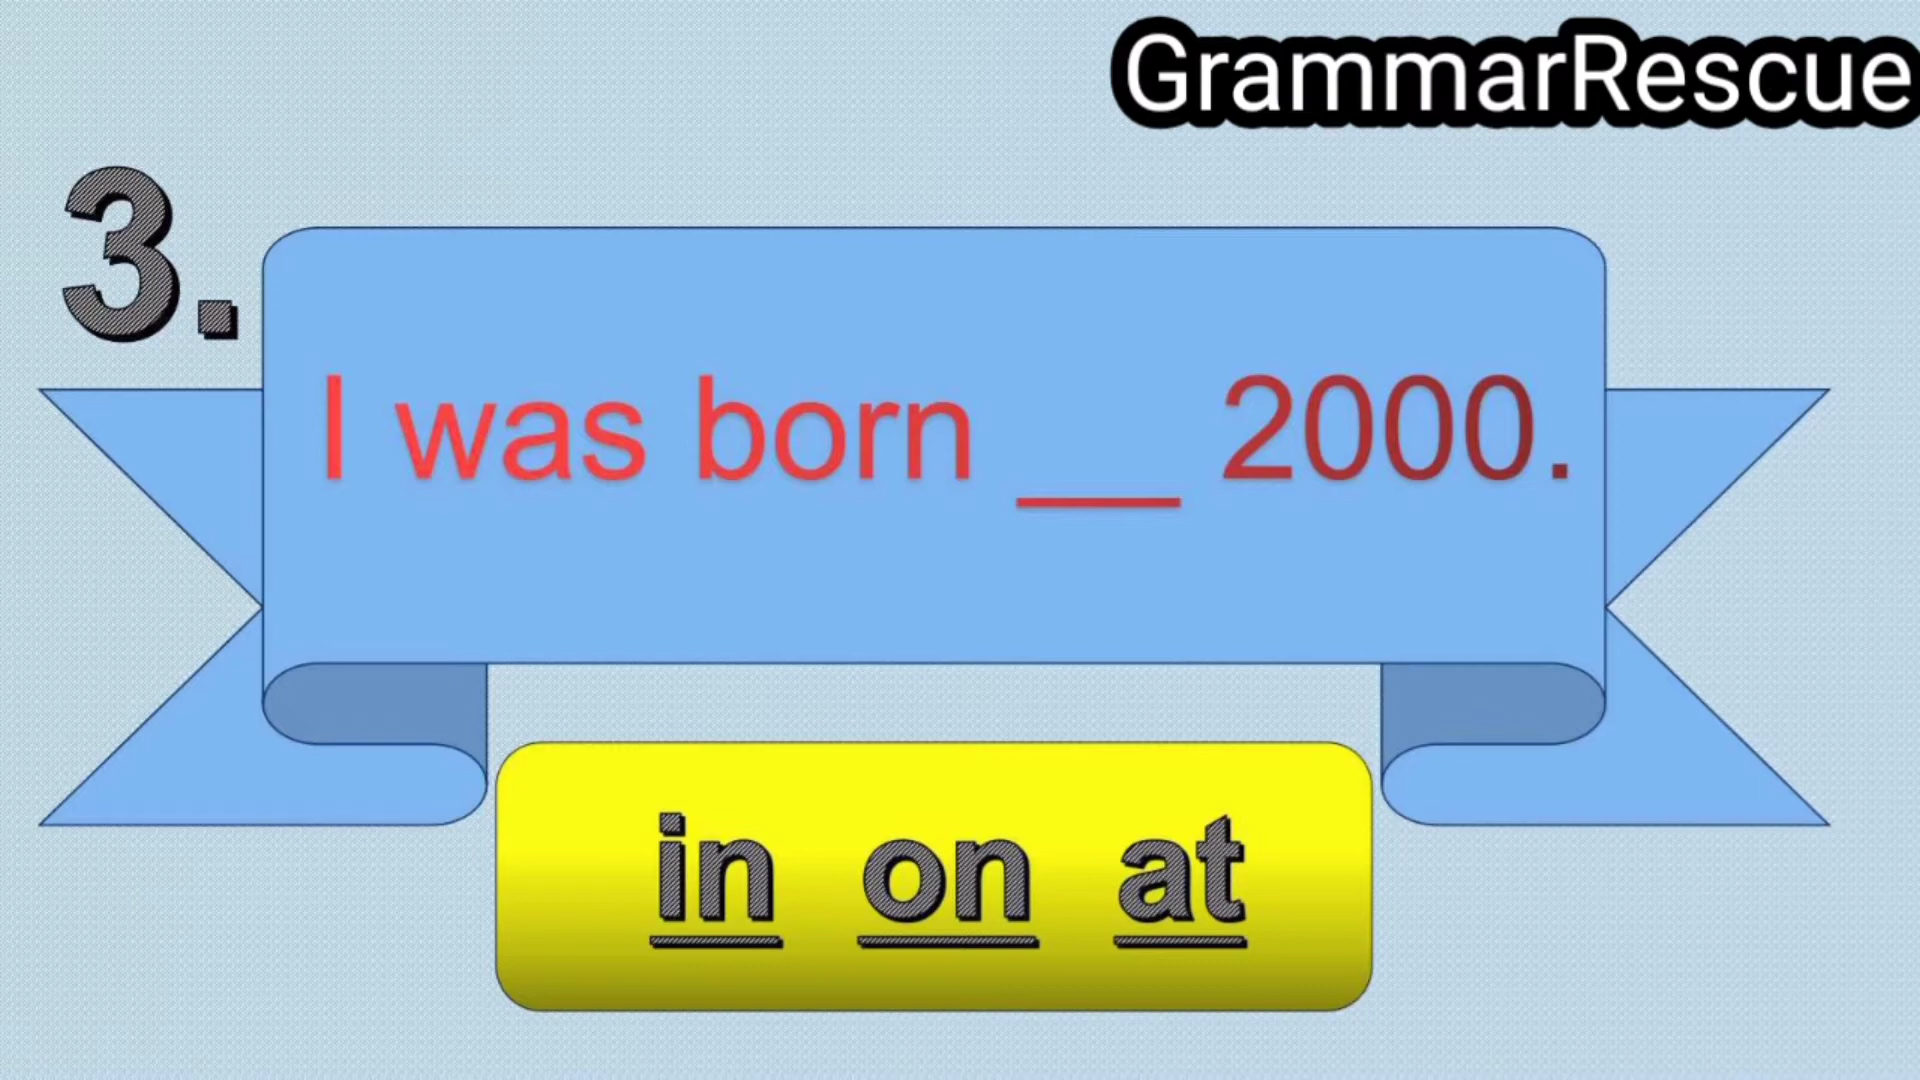 GrammarRescue
3.
I was born __ 2000.
in on at